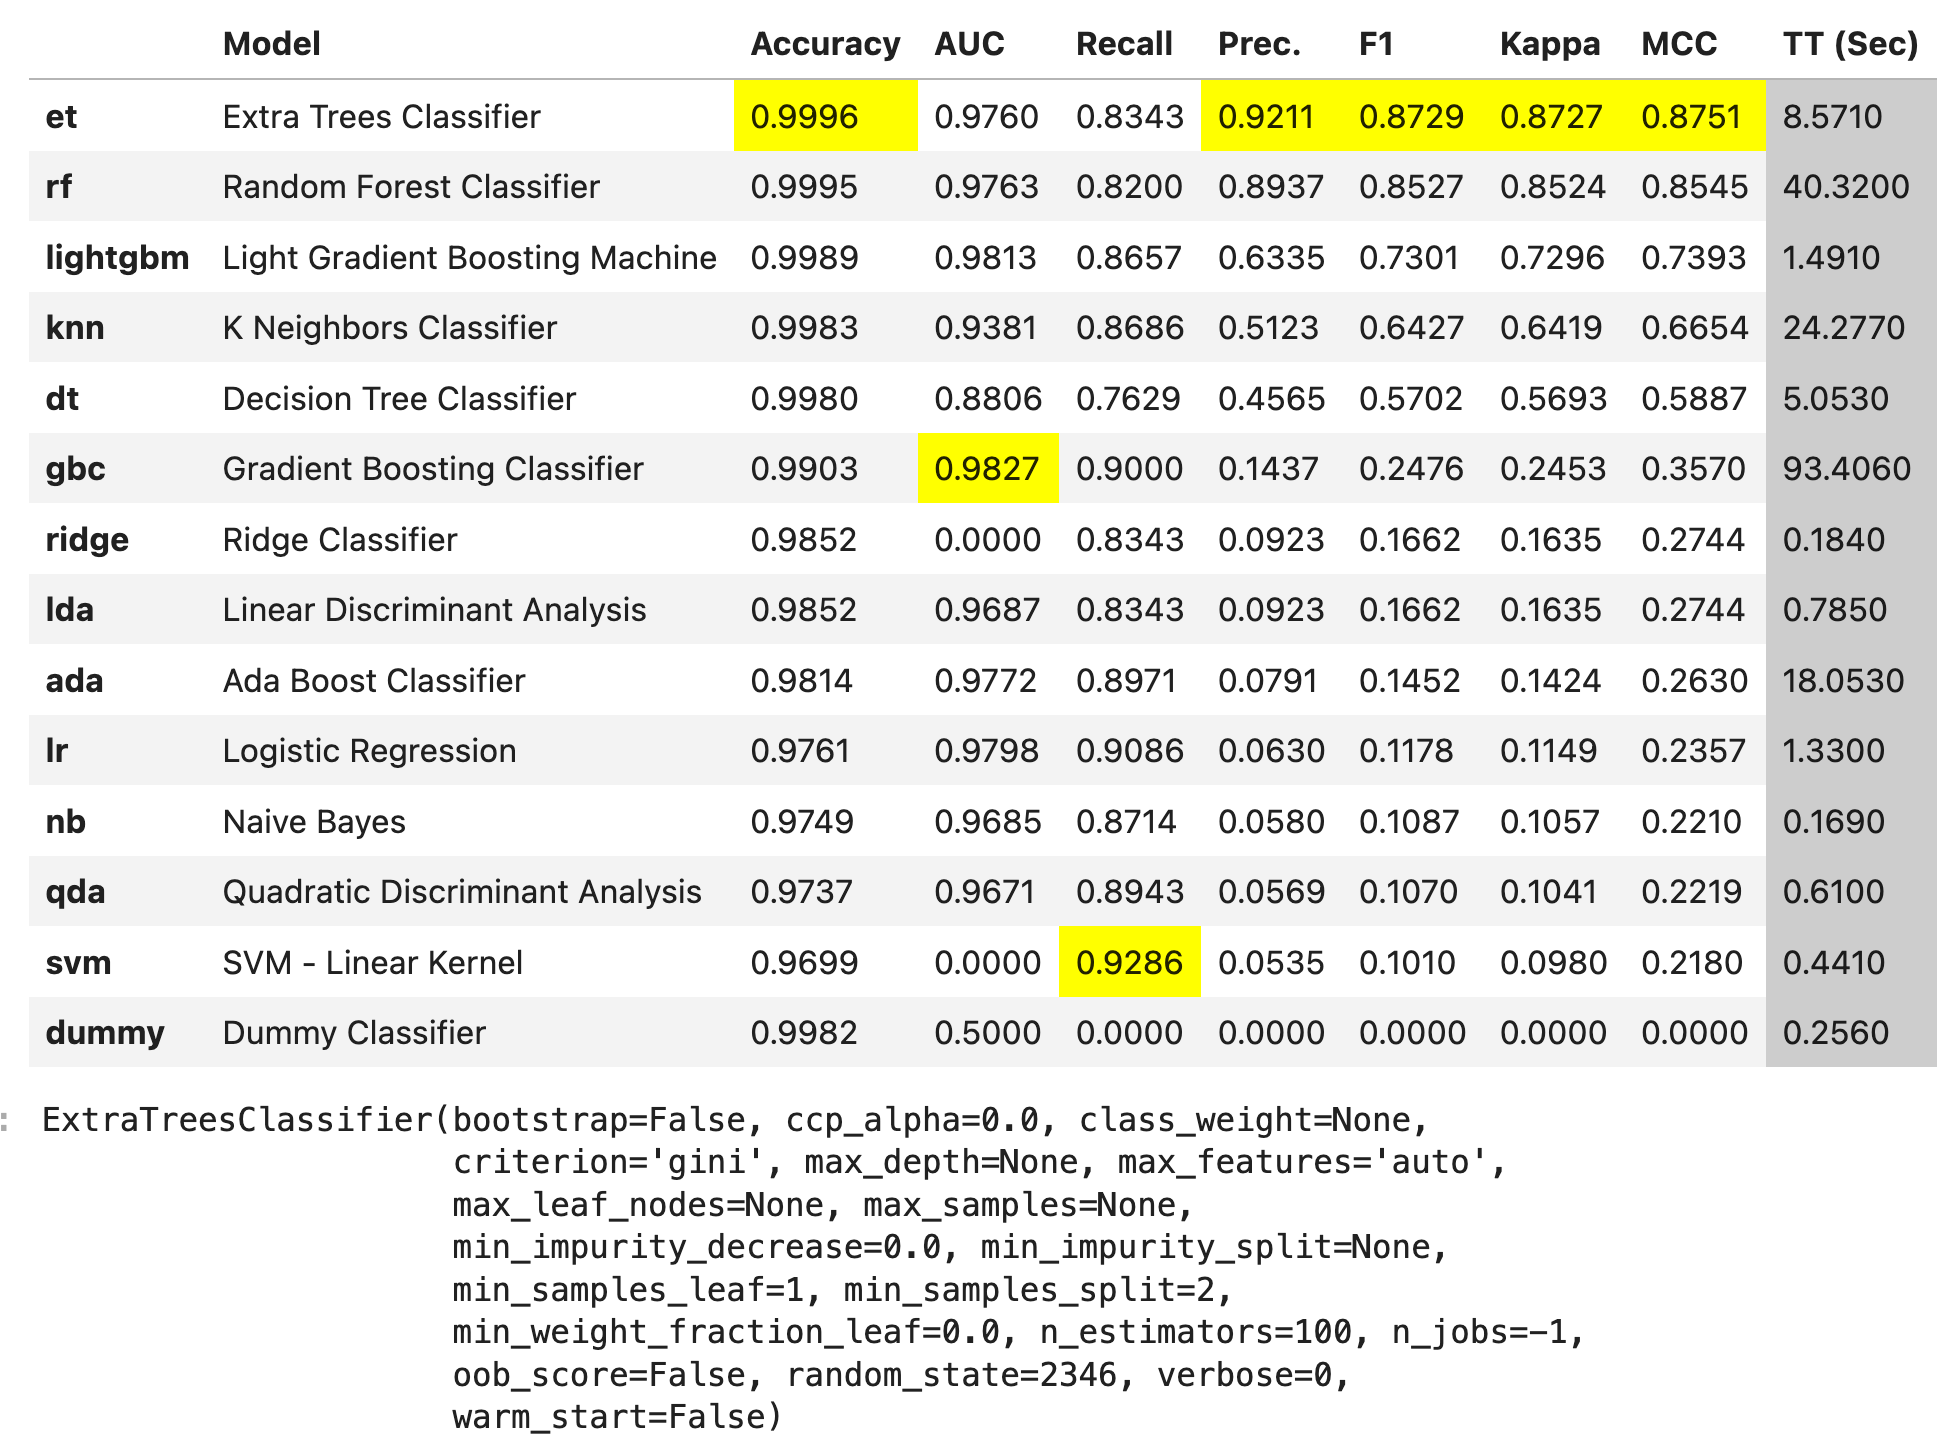 Model Accuracy AUC Recall Prec. F1 Kappa MCC TT (Sec)
et Extra Trees Classifier 0.9996 0.9760 0.8343 0.9211 0.8729 0.8727 0.8751 8.5710
rf Random Forest Classifier 0.9995 0.9763 0.8200 0.8937 0.8527 0.8524 0.8545 40.3200
lightgbm Light Gradient Boosting Machine 0.9989 0.9813 0.8657 0.6335 0.7301 0.7296 0.7393 1.4910
knn K Neighbors Classifier 0.9983 0.9381 0.8686 0.5123 0.6427 0.6419 0.6654 24.2770
dt Decision Tree Classifier 0.9980 0.8806 0.7629 0.4565 0.5702 0.5693 0.5887 5.0530
gbc Gradient Boosting Classifier 0.9903 0.9827 0.9000 0.1437 0.2476 0.2453 0.3570 93.4060
ridge Ridge Classifier 0.9852 0.0000 0.8343 0.0923 0.1662 0.1635 0.2744 0.1840
lda Linear Discriminant Analysis 0.9852 0.9687 0.8343 0.0923 0.1662 0.1635 0.2744 0.7850
ada Ada Boost Classifier 0.9814 0.9772 0.8971 0.0791 0.1452 0.1424 0.2630 18.0530
lr Logistic Regression 0.9761 0.9798 0.9086 0.0630 0.1178 0.1149 0.2357 1.3300
nb Naive Bayes 0.9749 0.9685 0.8714 0.0580 0.1087 0.1057 0.2210 0.1690
qda Quadratic Discriminant Analysis 0.9737 0.9671 0.8943 0.0569 0.1070 0.1041 0.2219 0.6100
svm SVM - Linear Kernel 0.9699 0.0000 0.9286 0.0535 0.1010 0.0980 0.2180 0.4410
dummy Dummy Classifier 0.9982 0.5000 0.0000 0.0000 0.0000 0.0000 0.0000 0.2560
: ExtraTreesClassifier(bootstrap=False, ccp_alpha=0.0, class_weight=None,
criterion='gini', max_depth=None, max_features='auto',
max_leaf_nodes=None, max_samples=None,
min_impurity_decrease=0.0, min_impurity_split=None,
min_samples_leaf=1, min_samples_split=2,
min_weight_fraction_leaf=0.0, n_estimators=100, n_jobs=-1,
oob_score=False, random_state=2346, verbose=0,
warm_start=False)